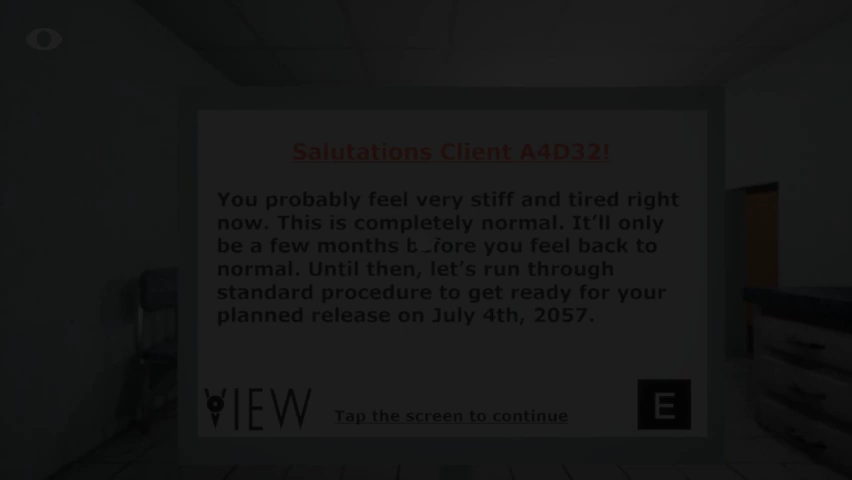 Salutations Client A4D32!
You probably feel very stiff and tired right
now. This is completely normal. It'll only
be a few months before you feel back to
normal. Until then, let's run through
standard procedure to get ready for your
planned release on July 4th, 2057.
VIEW
Tap the screen to continue
E